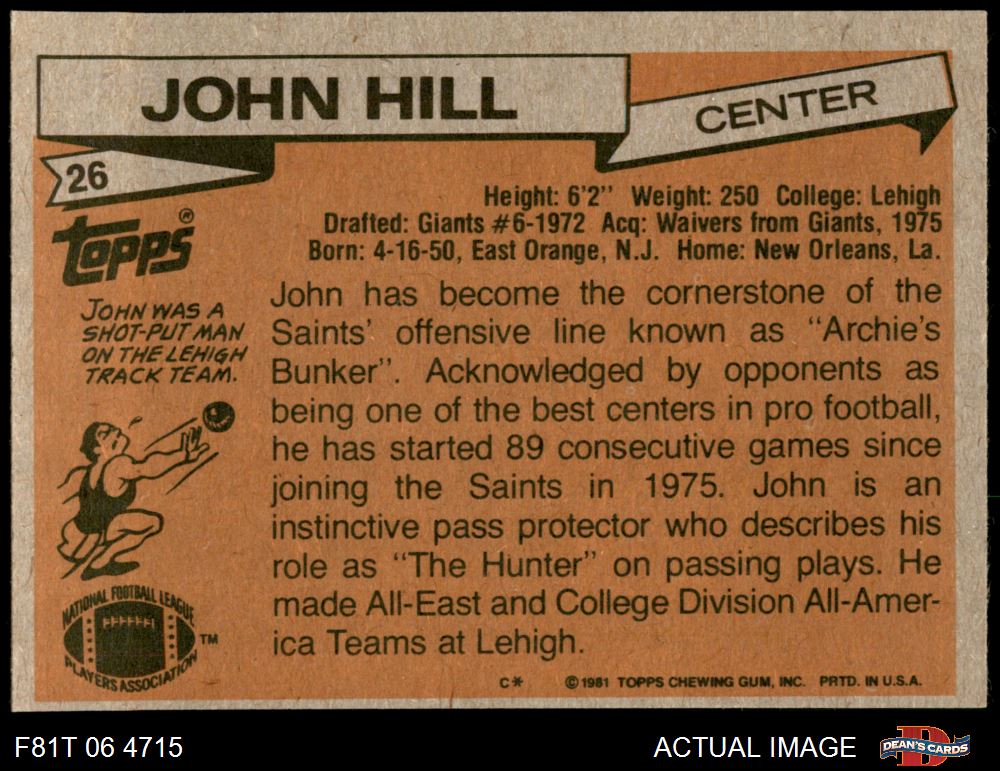 JOHN HILL
CENTER
26
Topps®
Height: 6'2'' Weight: 250 College: Lehigh
Drafted: Giants #6-1972 Acq: Waivers from Giants, 1975
Born: 4-16-50, East Orange, N.J. Home: New Orleans, La.
JOHN WAS A
SHOT-PUT MAN
ON THE LEHIGH
TRACK TEAM.
John has become the cornerstone of the
Saints' offensive line known as "Archie's
Bunker". Acknowledged by opponents as
being one of the best centers in pro football,
he has started 89 consecutive games since
joining the Saints in 1975. John is an
instinctive pass protector who describes his
role as "The Hunter" on passing plays. He
made All-East and College Division All-Amer-
ica Teams at Lehigh.
NATIONAL FOOTBALL LEAGUE
PLAYERS ASSOCIATION
TM
C* ©1981 TOPPS CHEWING GUM, INC. PRTD. IN U.S.A.
F81T 06 4715
ACTUAL IMAGE
DEAN'S CARDS